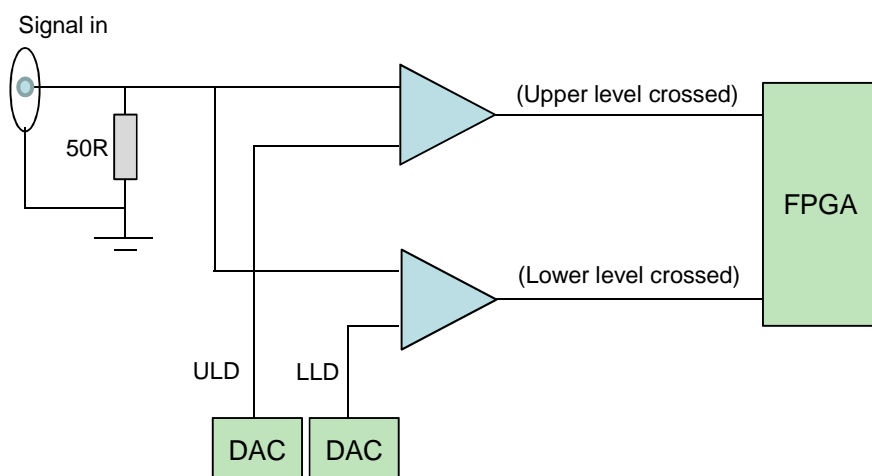 Signal in
50R
(Upper level crossed)
FPGA
(Lower level crossed)
ULD
LLD
DAC
DAC